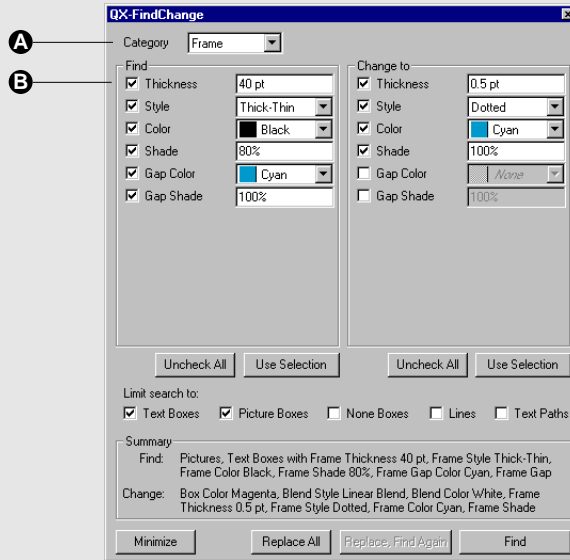 QX-FindChange
A
Category Frame
B
Find
Thickness 40 pt
Style Thick-Thin
Color Black
Shade 80%
Gap Color Cyan
Gap Shade 100%
Uncheck All Use Selection
Change to
Thickness 0.5 pt
Style Dotted
Color Cyan
Shade 100%
Gap Color None
Gap Shade 100%
Uncheck All Use Selection
Limit search to:
Text Boxes Picture Boxes None Boxes Lines Text Paths
Summary
Find: Pictures, Text Boxes with Frame Thickness 40 pt, Frame Style Thick-Thin,
Frame Color Black, Frame Shade 80%, Frame Gap Color Cyan, Frame Gap
Change: Box Color Magenta, Blend Style Linear Blend, Blend Color White, Frame
Thickness 0.5 pt, Frame Style Dotted, Frame Color Cyan, Frame Shade
Minimize Replace All Replace, Find Again Find